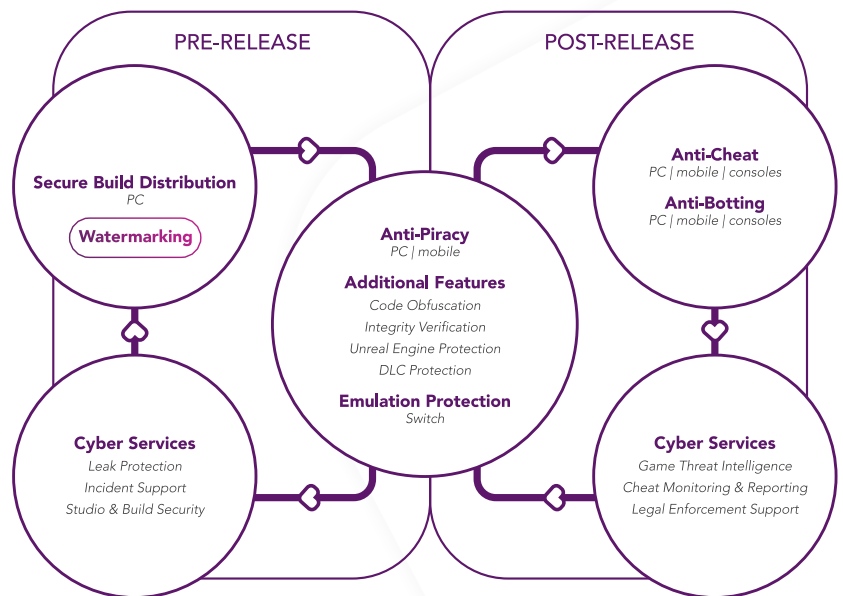 PRE-RELEASE
POST-RELEASE
Secure Build Distribution
PC
Watermarking
Cyber Services
Leak Protection
Incident Support
Studio & Build Security
Anti-Piracy
PC | mobile
Additional Features
Code Obfuscation
Integrity Verification
Unreal Engine Protection
DLC Protection
Emulation Protection
Switch
Anti-Cheat
PC | mobile | consoles
Anti-Botting
PC | mobile | consoles
Cyber Services
Game Threat Intelligence
Cheat Monitoring & Reporting
Legal Enforcement Support